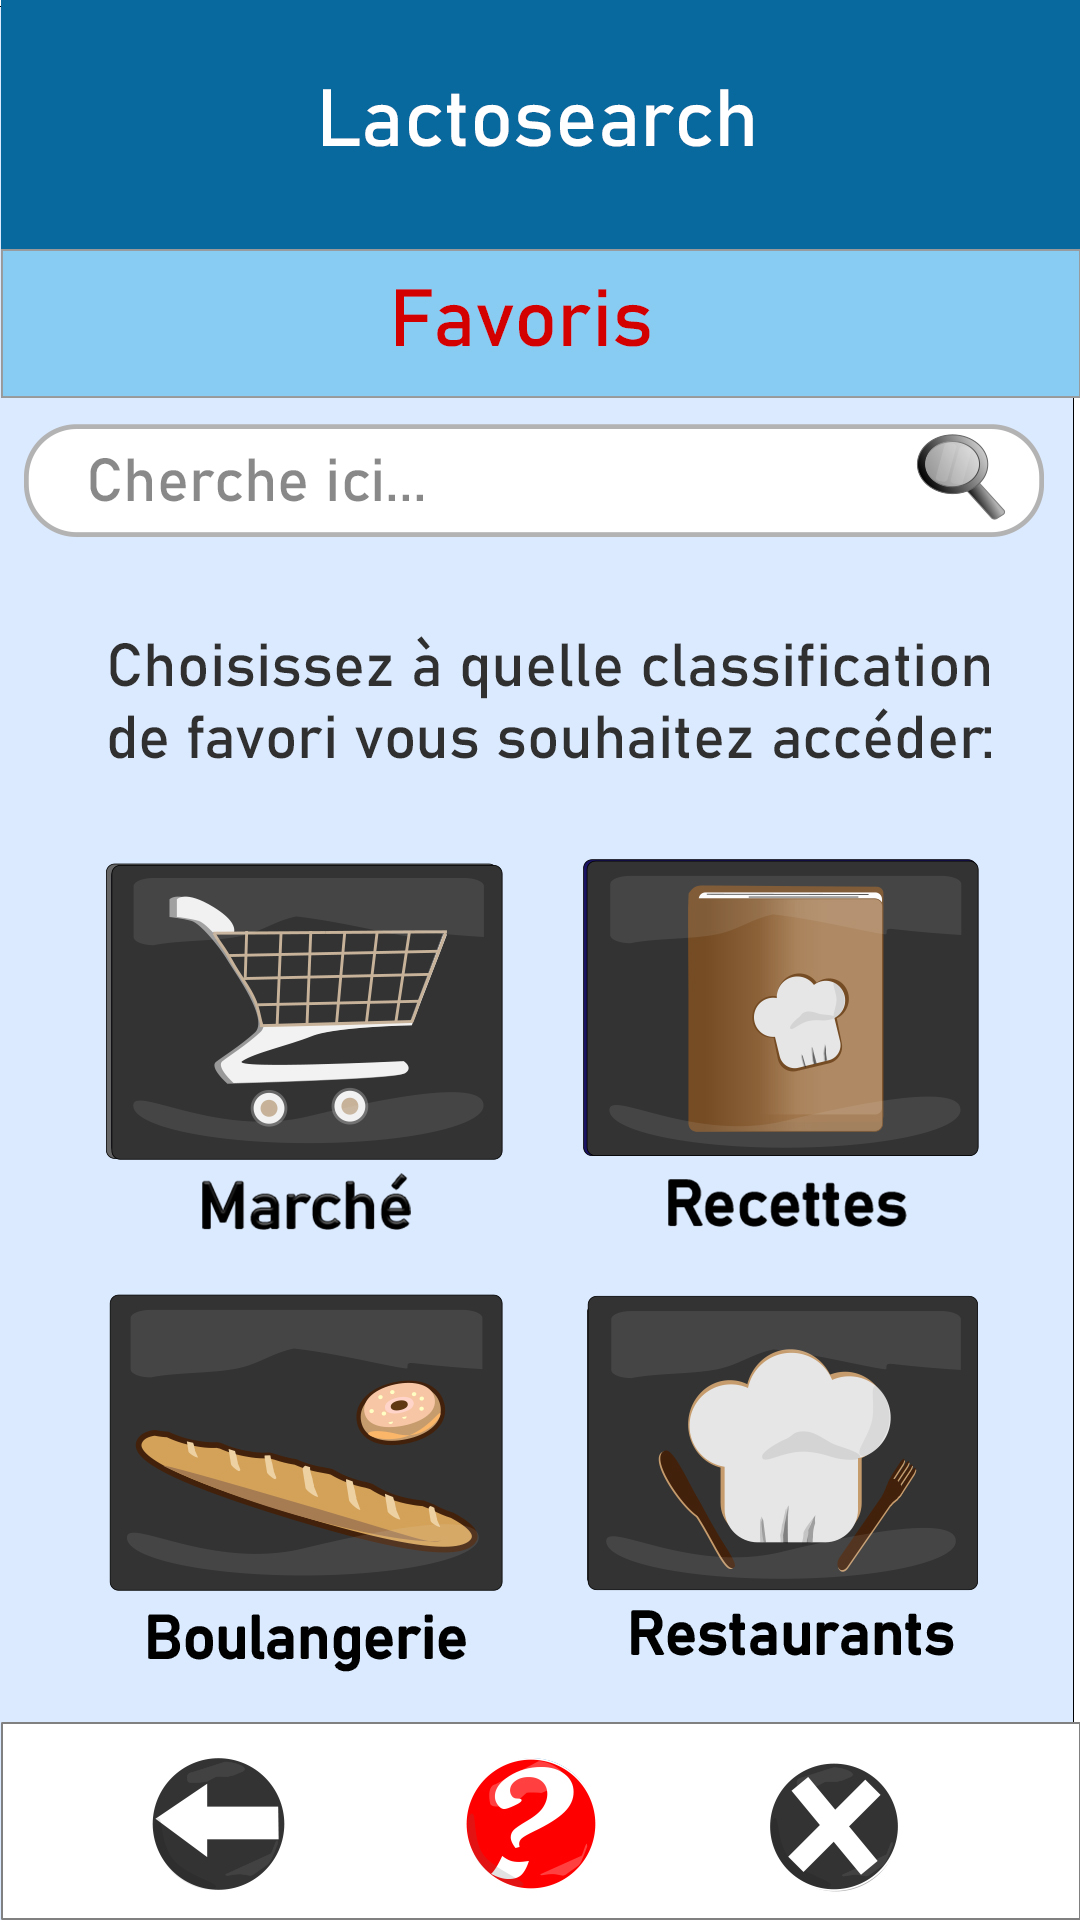 Lactosearch
Favoris
Cherche ici...
Choisissez à quelle classification
de favori vous souhaitez accéder:
Marché
Recettes
Boulangerie
Restaurants
?